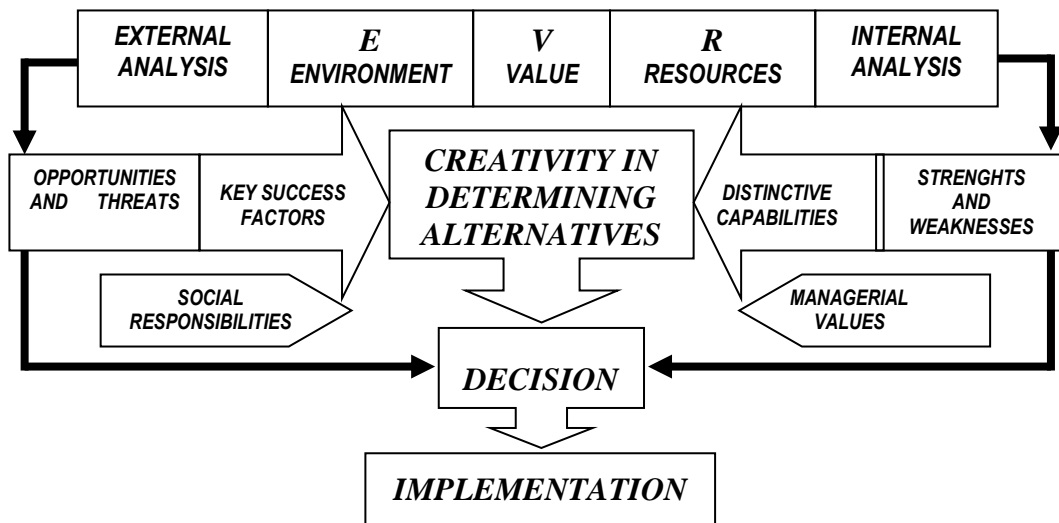 EXTERNAL
ANALYSIS
E
ENVIRONMENT
V
VALUE
R
RESOURCES
INTERNAL
ANALYSIS
OPPORTUNITIES
AND THREATS
KEY SUCCESS
FACTORS
CREATIVITY IN
DETERMINING
ALTERNATIVES
DISTINCTIVE
CAPABILITIES
STRENGHTS
AND
WEAKNESSES
SOCIAL
RESPONSIBILITIES
MANAGERIAL
VALUES
DECISION
IMPLEMENTATION